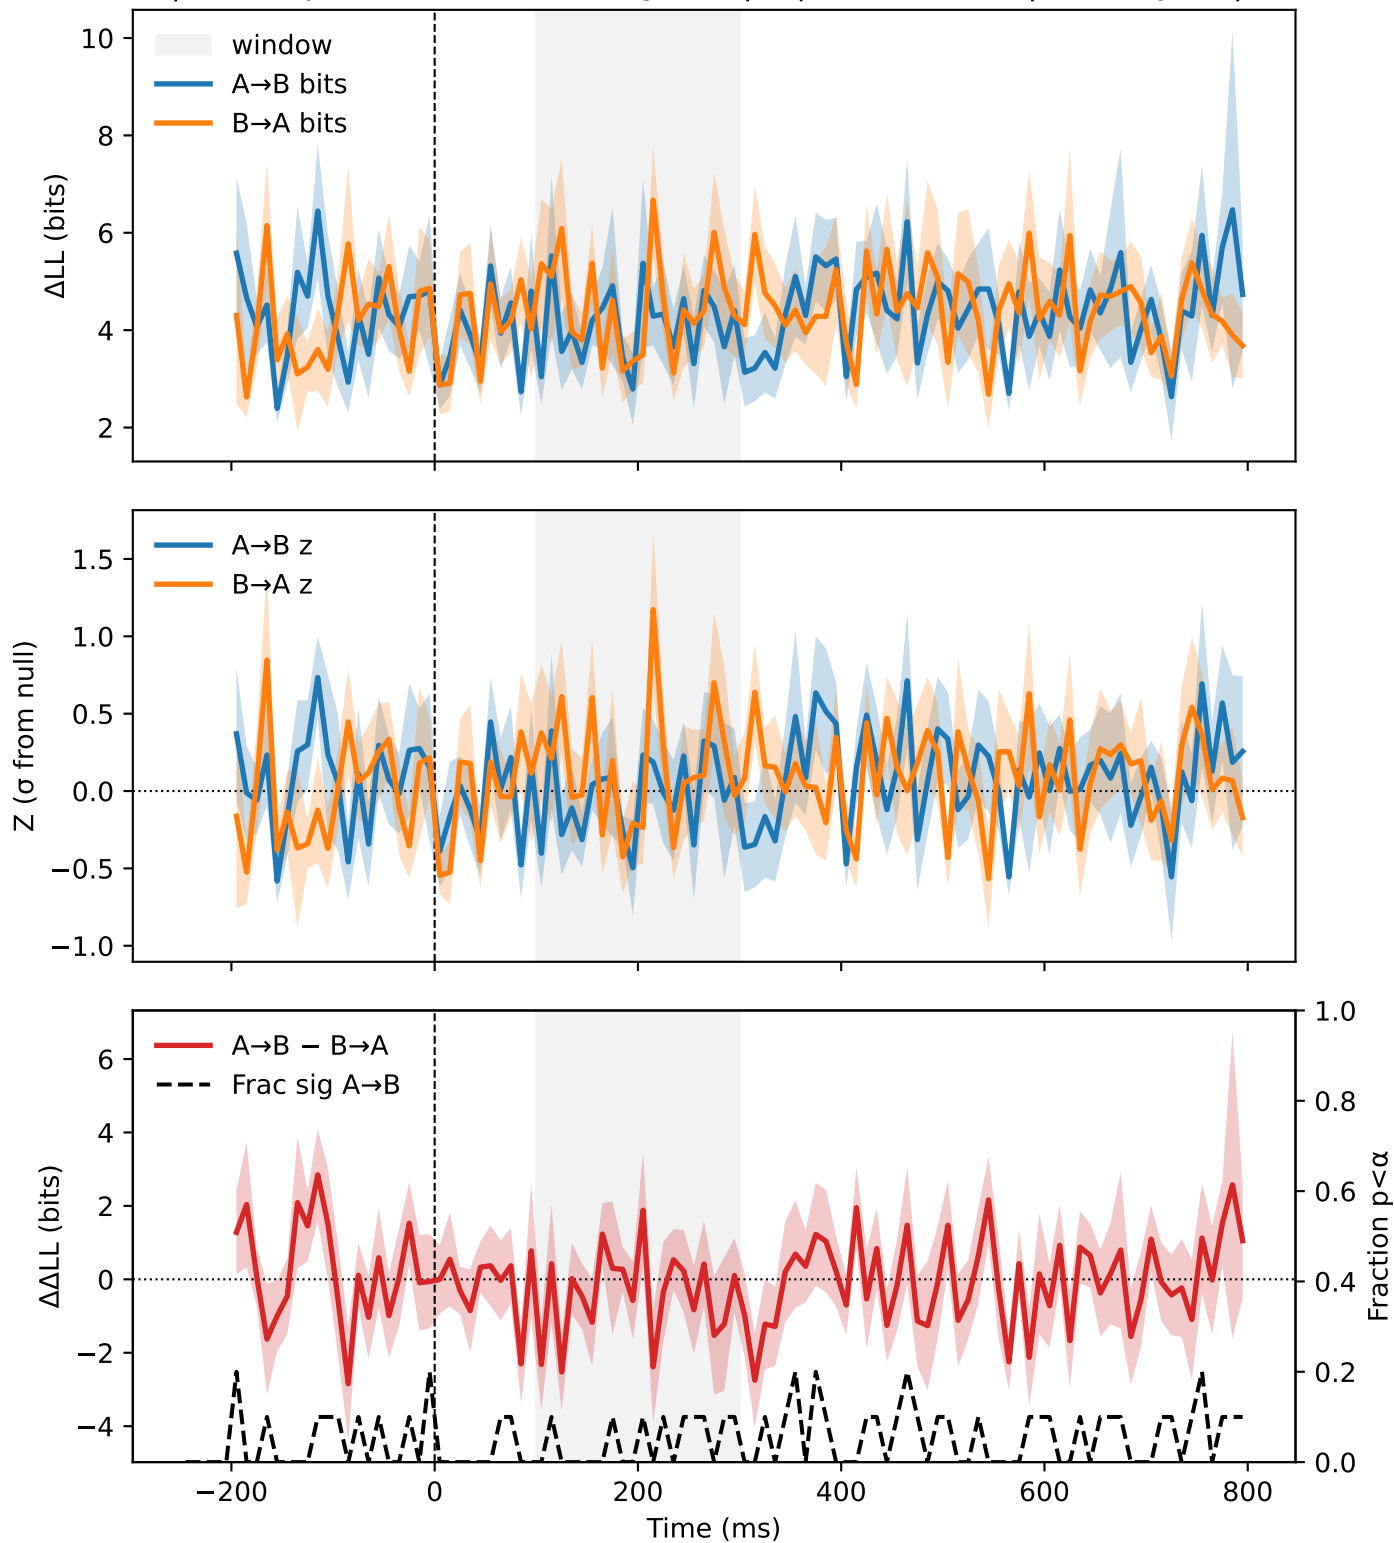 10
8
6
4
2
ΔLL (bits)
window
A→B bits
B→A bits
1.5
1.0
0.5
0.0
−0.5
−1.0
Z (σ from null)
A→B z
B→A z
6
4
2
0
−2
−4
ΔΔLL (bits)
A→B − B→A
Frac sig A→B
1.0
0.8
0.6
0.4
0.2
0.0
Fraction p<α
−200 0 200 400 600 800
Time (ms)